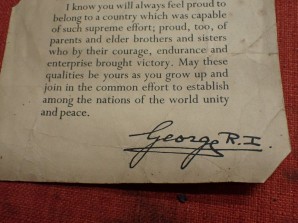 I know you will always feel proud to
belong to a country which was capable
of such supreme effort; proud, too, of
parents and elder brothers and sisters
who by their courage, endurance and
enterprise brought victory. May these
qualities be yours as you grow up and
join in the common effort to establish
among the nations of the world unity
and peace.
George R.I.